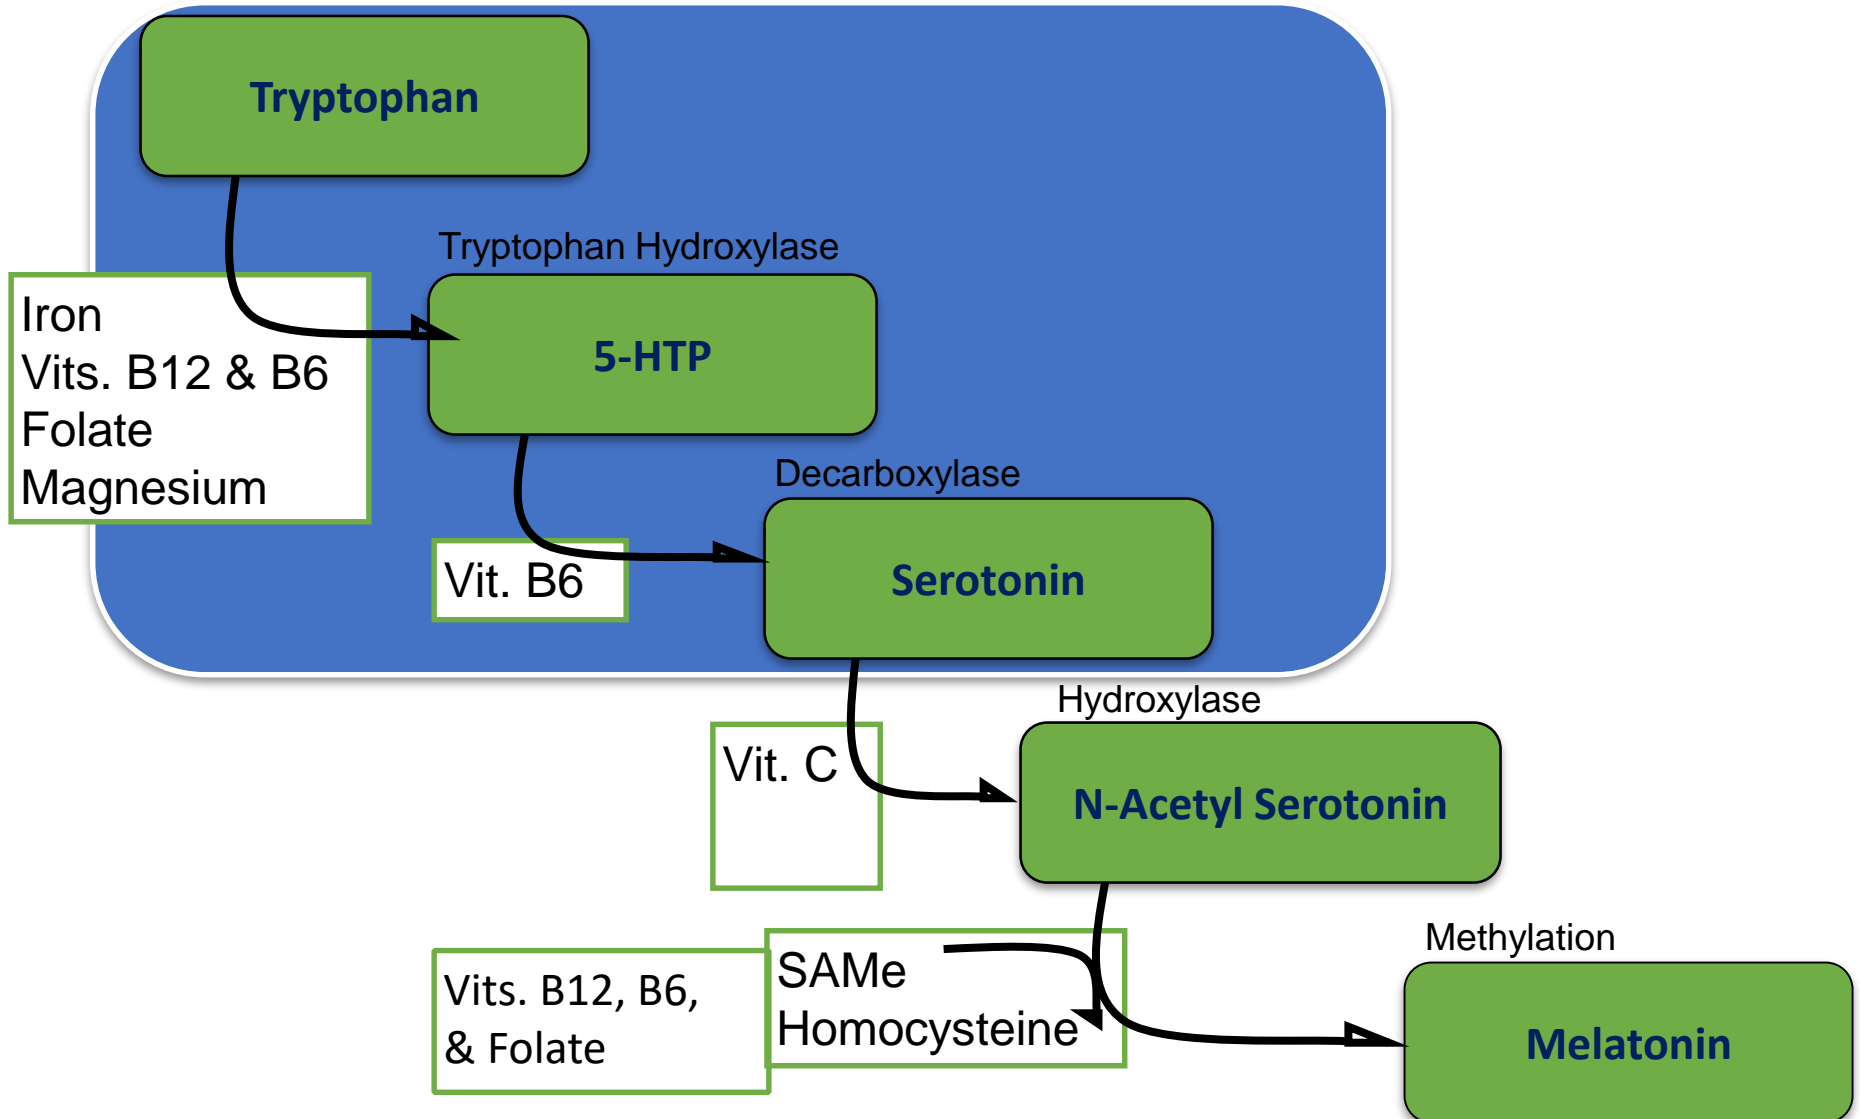 Tryptophan
Tryptophan Hydroxylase
Iron
Vits. B12 & B6
Folate
Magnesium
5-HTP
Decarboxylase
Vit. B6
Serotonin
Hydroxylase
Vit. C
N-Acetyl Serotonin
Methylation
Vits. B12, B6,
& Folate
SAMe
Homocysteine
Melatonin